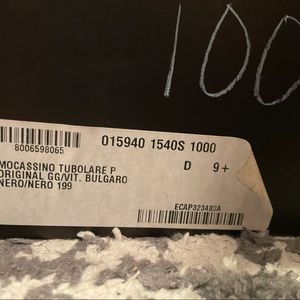 100
015940 1540S 1000
8006598065
D 9+
MOCASSINO TUBOLARE P
ORIGINAL GG/VIT. BULGARO
NERO/NERO 199
ECAP323483A